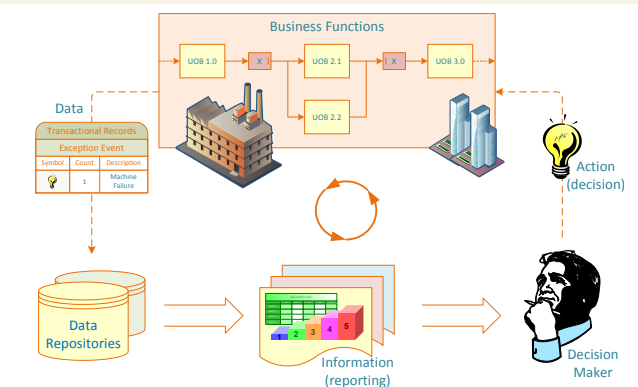 Business Functions
UOB 1.0
X
UOB 2.1
X
UOB 3.0
UOB 2.2
Data
Transactional Records
Exception Event
Symbol Count Description
1 Machine
Failure
Action
(decision)
Data
Repositories
1 2 3 4 5
Information
(reporting)
Decision
Maker